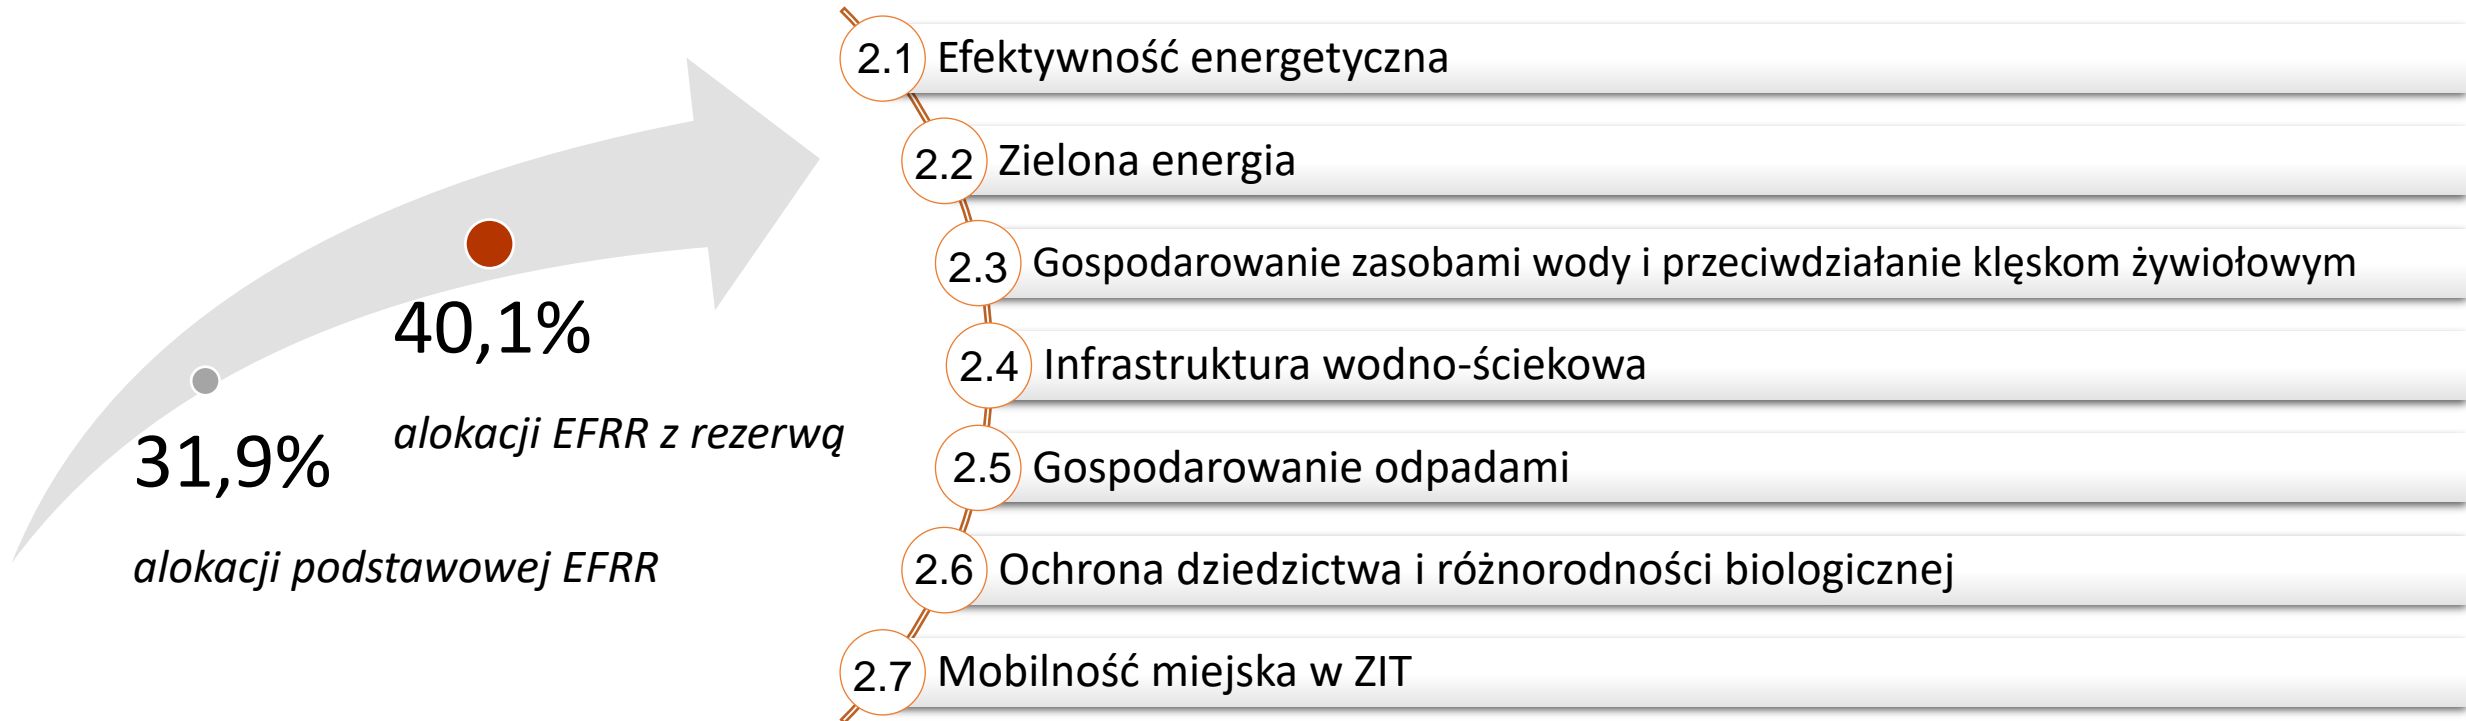 40,1%
alokacji EFRR z rezerwą
31,9%
alokacji podstawowej EFRR
2.1 Efektywność energetyczna
2.2 Zielona energia
2.3 Gospodarowanie zasobami wody i przeciwdziałanie klęskom żywiołowym
2.4 Infrastruktura wodno-ściekowa
2.5 Gospodarowanie odpadami
2.6 Ochrona dziedzictwa i różnorodności biologicznej
2.7 Mobilność miejska w ZIT